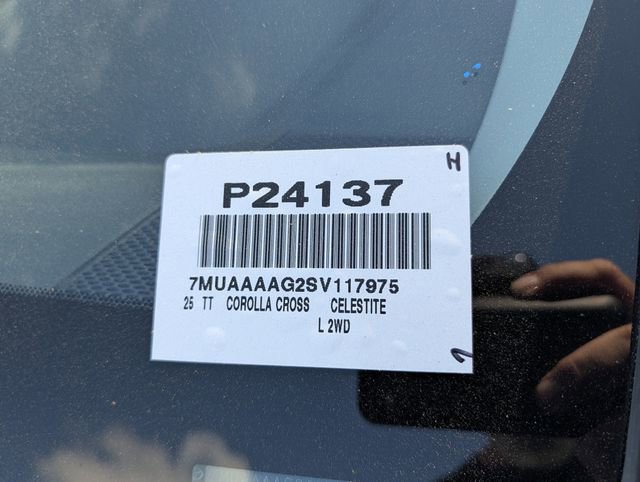 H
P24137
7MUAAAAG2SV117975
25 TT COROLLA CROSS CELESTITE
L 2WD